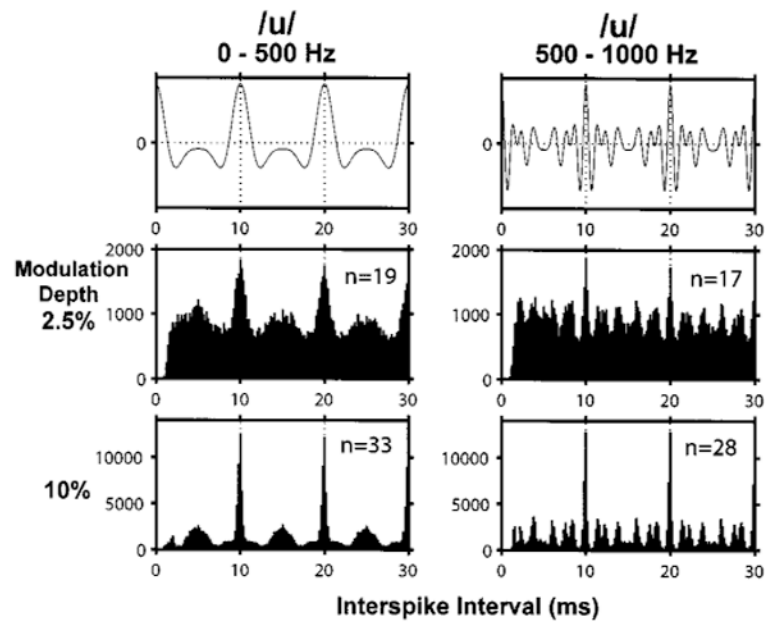 /u/
0 - 500 Hz
/u/
500 - 1000 Hz
0
0
0 10 20 30
0 10 20 30
Modulation
Depth
2.5%
2000
1000
0
n=19
0 10 20 30
2000
1000
0
n=17
0 10 20 30
10%
10000
5000
0
n=33
0 10 20 30
10000
5000
0
n=28
0 10 20 30
Interspike Interval (ms)